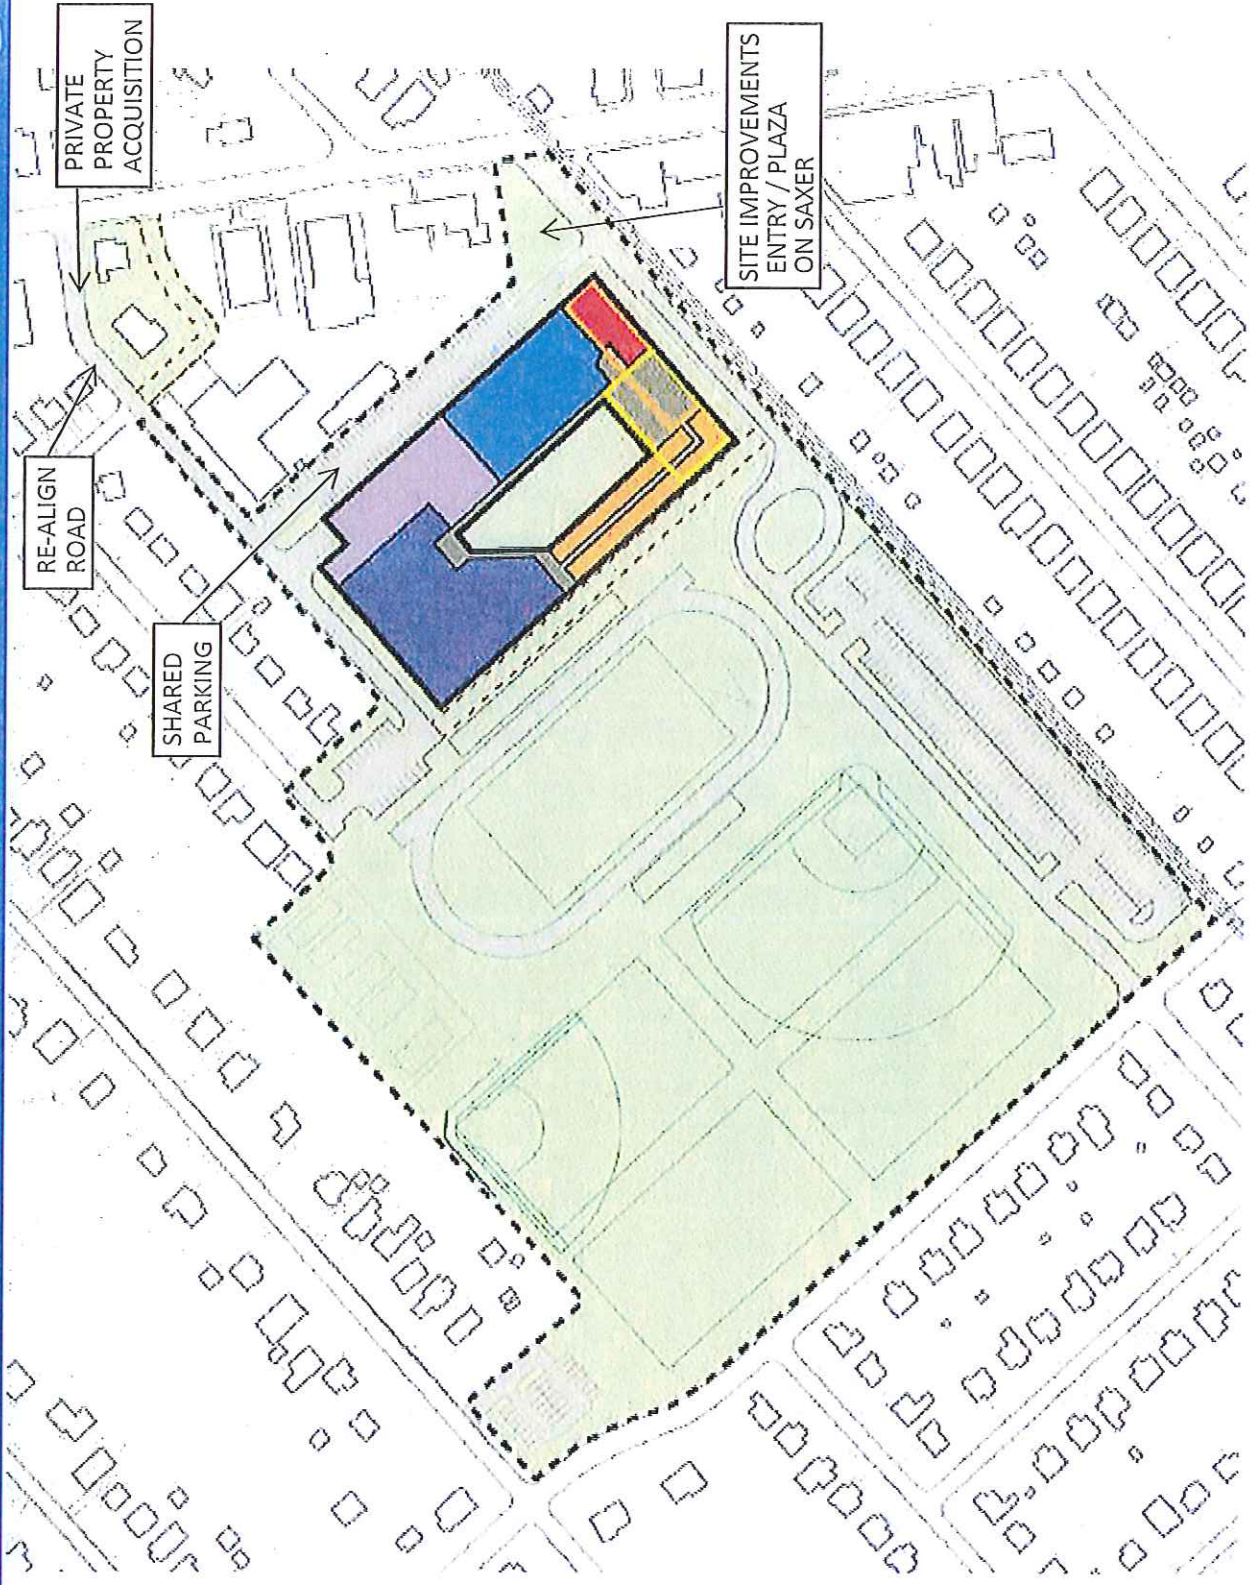 PRIVATE
PROPERTY
ACQUISITION
RE-ALIGN
ROAD
SHARED
PARKING
SITE IMPROVEMENTS
ENTRY / PLAZA
ON SAXER